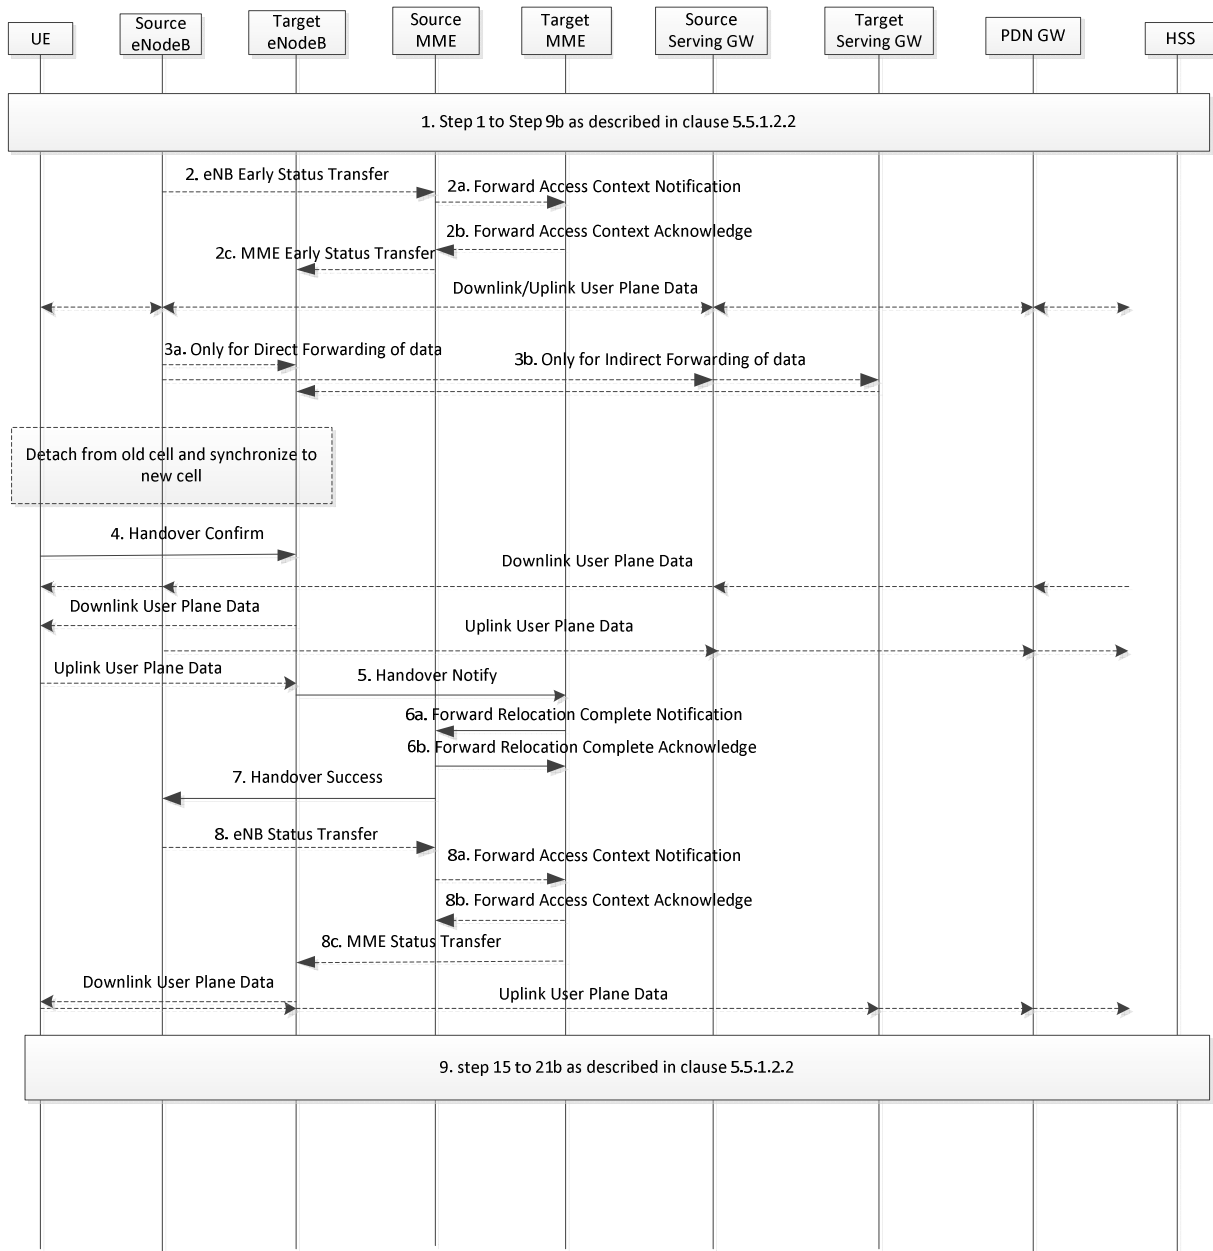 UE
Source
eNodeB
Target
eNodeB
Source
MME
Target
MME
Source
Serving GW
Target
Serving GW
PDN GW
HSS
1. Step 1 to Step 9b as described in clause 5.5.1.2.2
2. eNB Early Status Transfer
2a. Forward Access Context Notification
2b. Forward Access Context Acknowledge
2c. MME Early Status Transfer
Downlink/Uplink User Plane Data
3a. Only for Direct Forwarding of data
3b. Only for Indirect Forwarding of data
Detach from old cell and synchronize to
new cell
4. Handover Confirm
Downlink User Plane Data
Downlink User Plane Data
Uplink User Plane Data
Uplink User Plane Data
5. Handover Notify
6a. Forward Relocation Complete Notification
6b. Forward Relocation Complete Acknowledge
7. Handover Success
8. eNB Status Transfer
8a. Forward Access Context Notification
8b. Forward Access Context Acknowledge
8c. MME Status Transfer
Downlink User Plane Data
Uplink User Plane Data
9. step 15 to 21b as described in clause 5.5.1.2.2